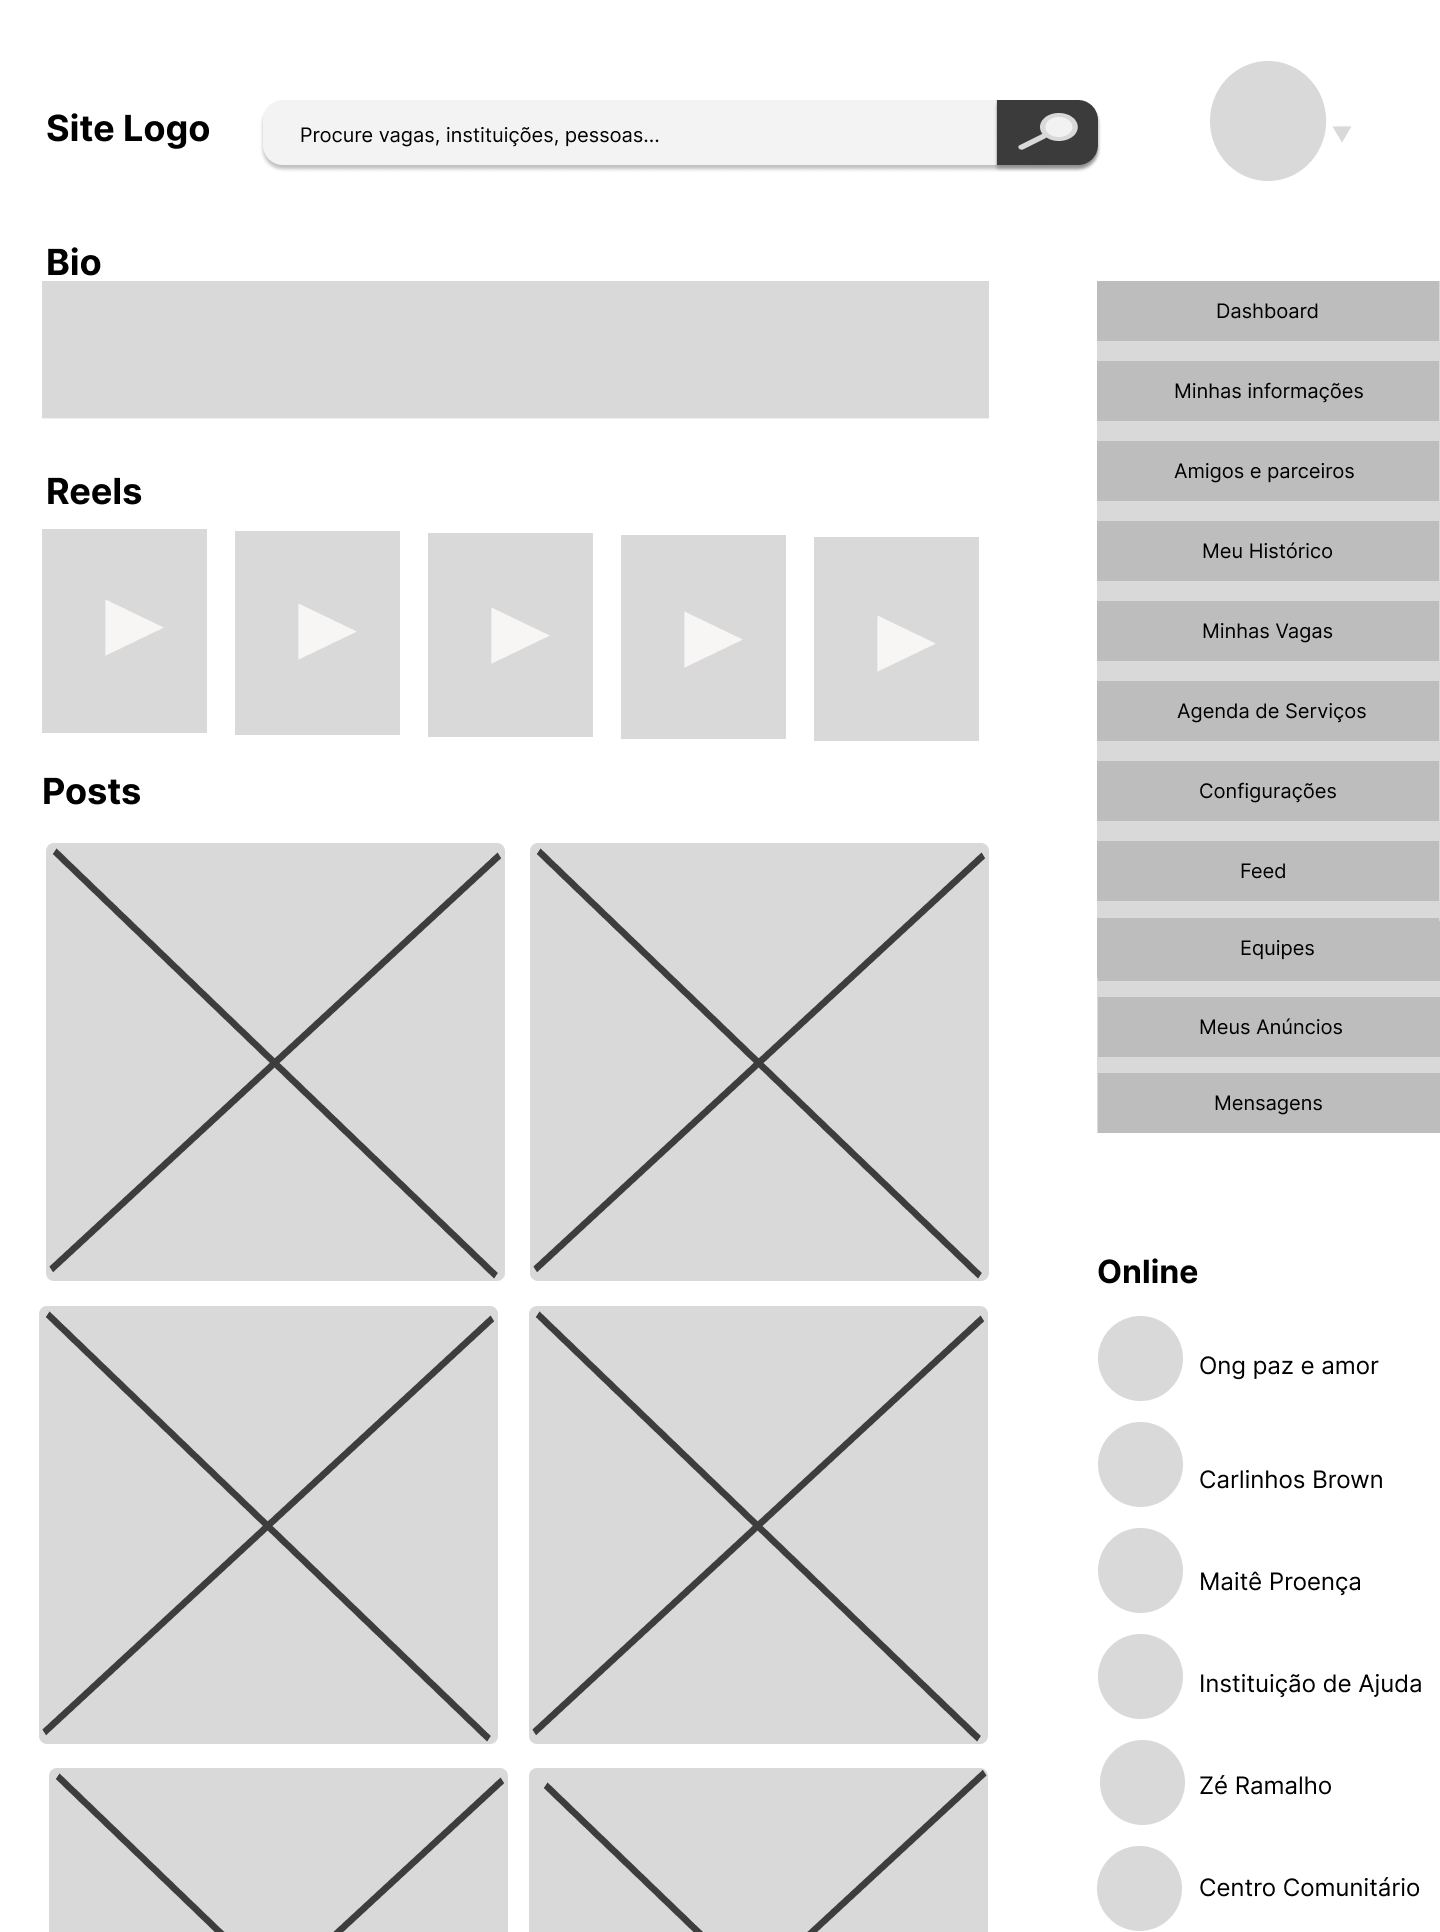 Site Logo
Procure vagas, instituições, pessoas...
Bio
Reels
Posts
Dashboard
Minhas informações
Amigos e parceiros
Meu Histórico
Minhas Vagas
Agenda de Serviços
Configurações
Feed
Equipes
Meus Anúncios
Mensagens
Online
Ong paz e amor
Carlinhos Brown
Maitê Proença
Instituição de Ajuda
Zé Ramalho
Centro Comunitário